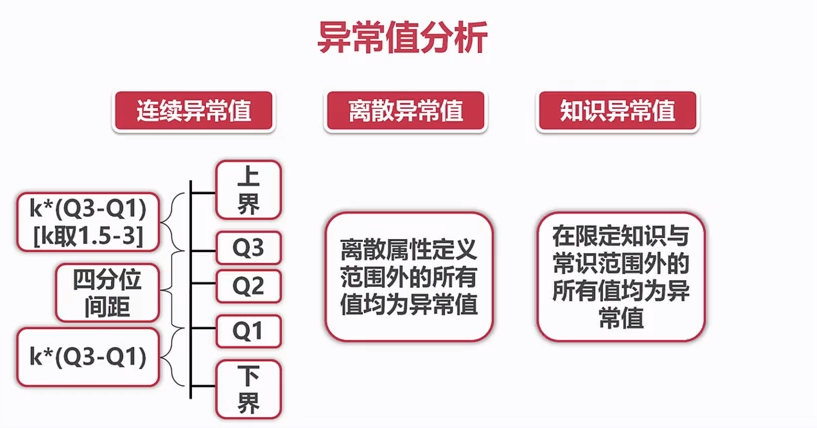 异常值分析
连续异常值
离散异常值
知识异常值
k*(Q3-Q1)
[k取1.5-3]
四分位
间距
k*(Q3-Q1)
上
界
Q3
Q2
Q1
下
界
离散属性定义
范围外的所有
值均为异常值
在限定知识与
常识范围外的
所有值均为异
常值